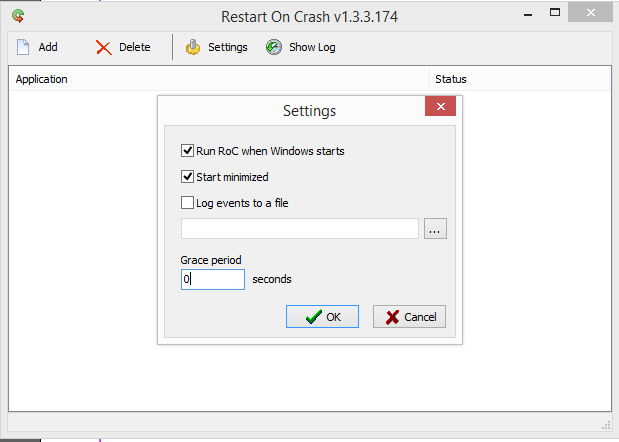 Restart On Crash v1.3.3.174
Add Delete Settings Show Log
Application Status
Settings
Run RoC when Windows starts
Start minimized
Log events to a file
...
Grace period
0 seconds
OK Cancel